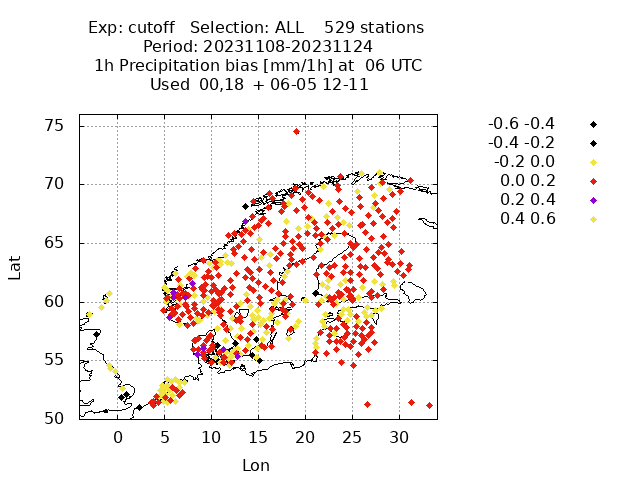 Exp: cutoff   Selection: ALL    529 stations
Period: 20231108-20231124
1h Precipitation bias [mm/1h] at  06 UTC
Used  00,18  + 06-05 12-11
-0.6 -0.4
-0.4 -0.2
-0.2 0.0
0.0 0.2
0.2 0.4
0.4 0.6
75
70
65
60
55
50
Lat
0 5 10 15 20 25 30
Lon